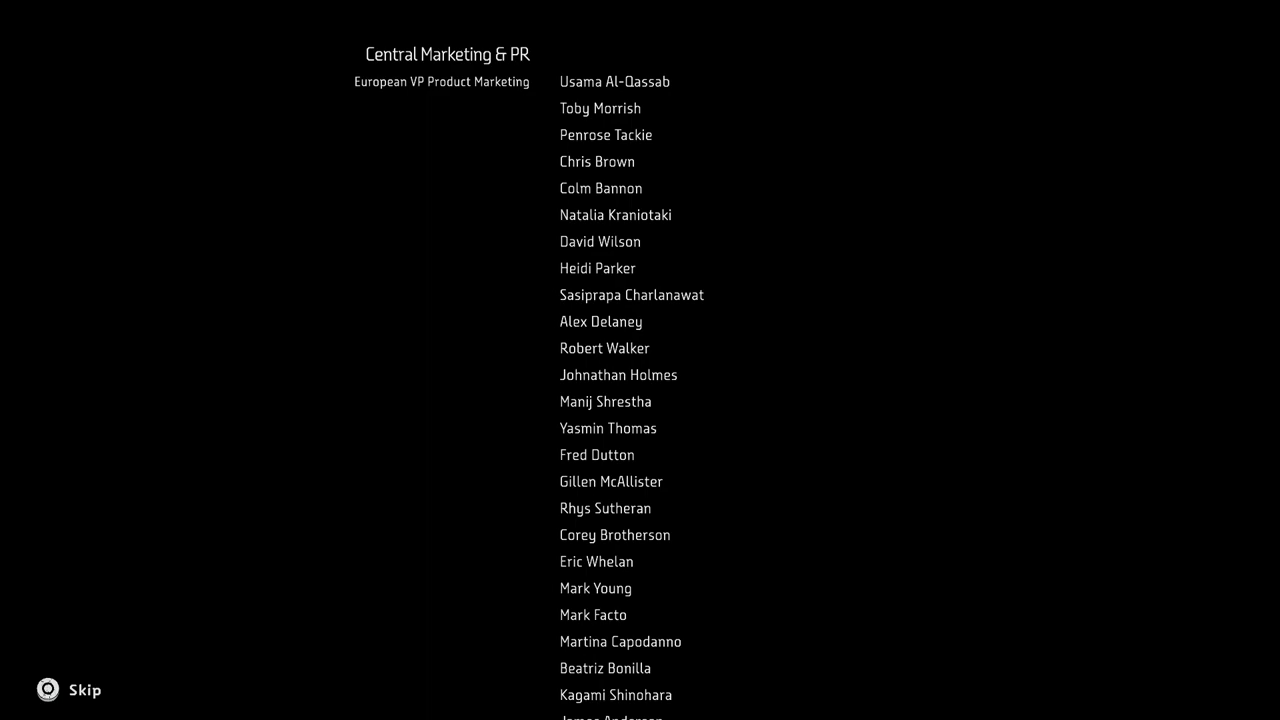 Central Marketing & PR
European VP Product Marketing Usama Al-Qassab
Toby Morrish
Penrose Tackie
Chris Brown
Colm Bannon
Natalia Kraniotaki
David Wilson
Heidi Parker
Sasiprapa Charlanawat
Alex Delaney
Robert Walker
Johnathan Holmes
Manij Shrestha
Yasmin Thomas
Fred Dutton
Gillen McAllister
Rhys Sutheran
Corey Brotherson
Eric Whelan
Mark Young
Mark Facto
Martina Capodanno
Beatriz Bonilla
Kagami Shinohara
Skip